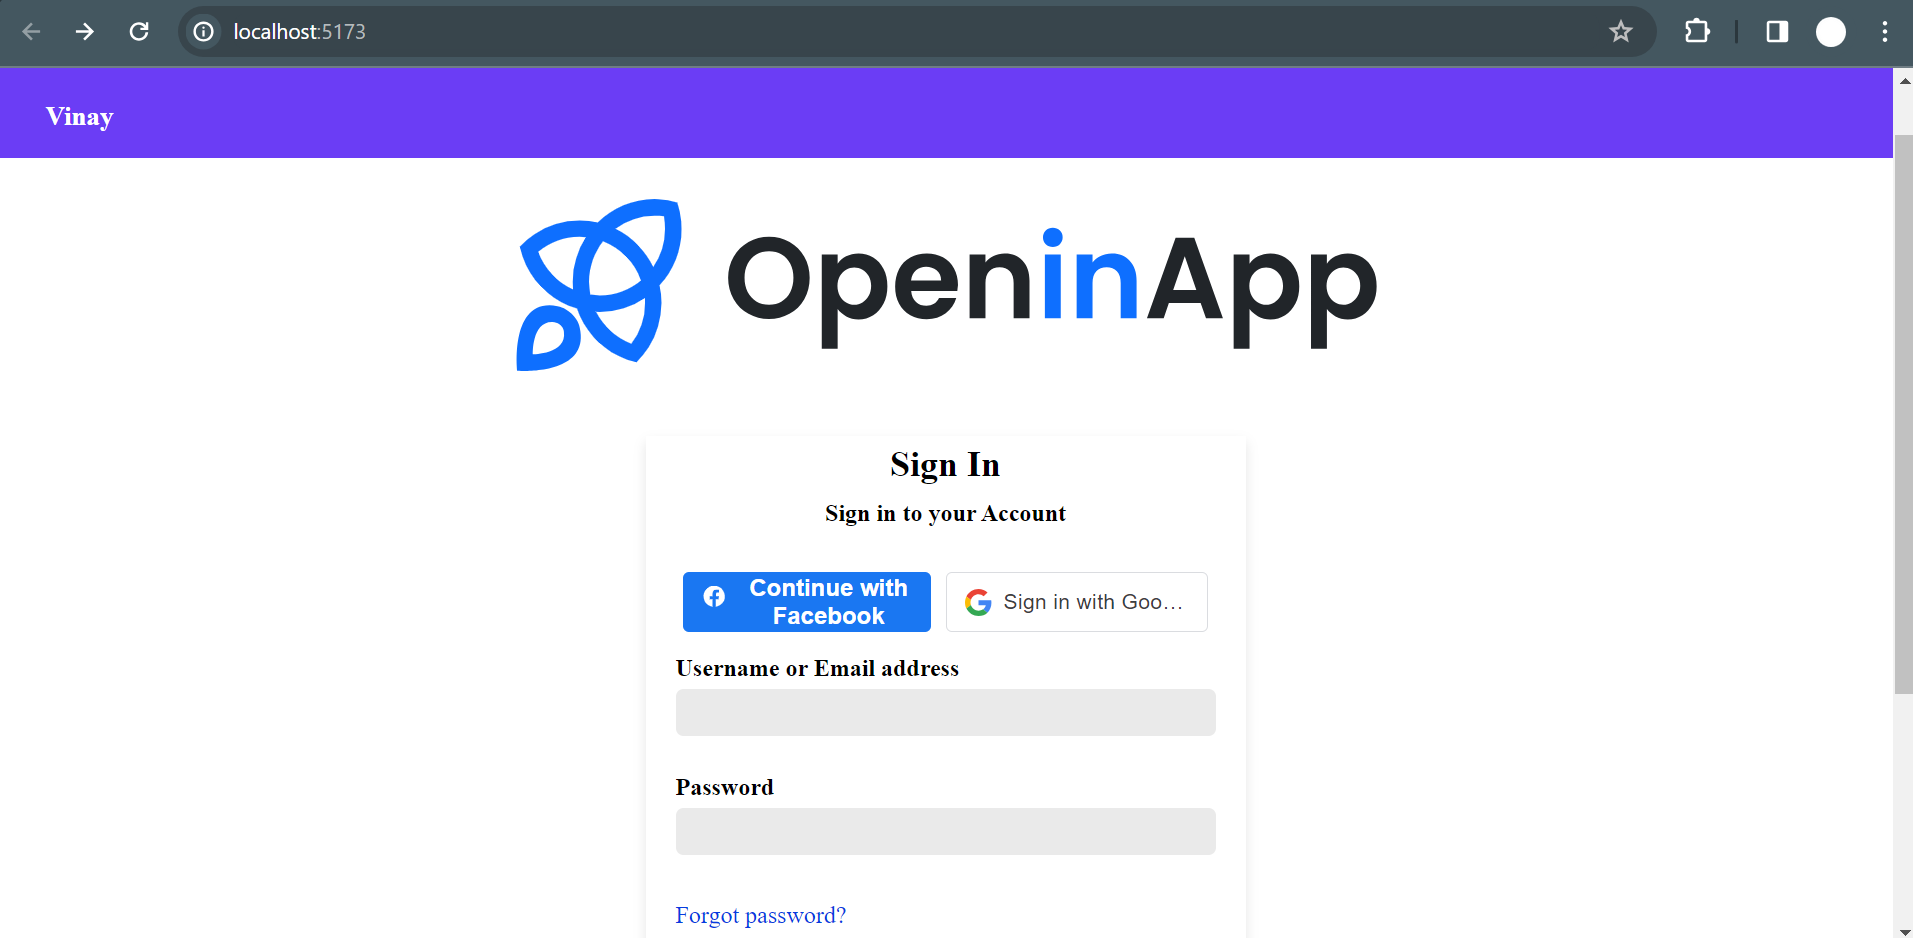 localhost:5173
Vinay
OpeninApp
Sign In
Sign in to your Account
Continue with
Facebook
Sign in with Goo...
Username or Email address
Password
Forgot password?